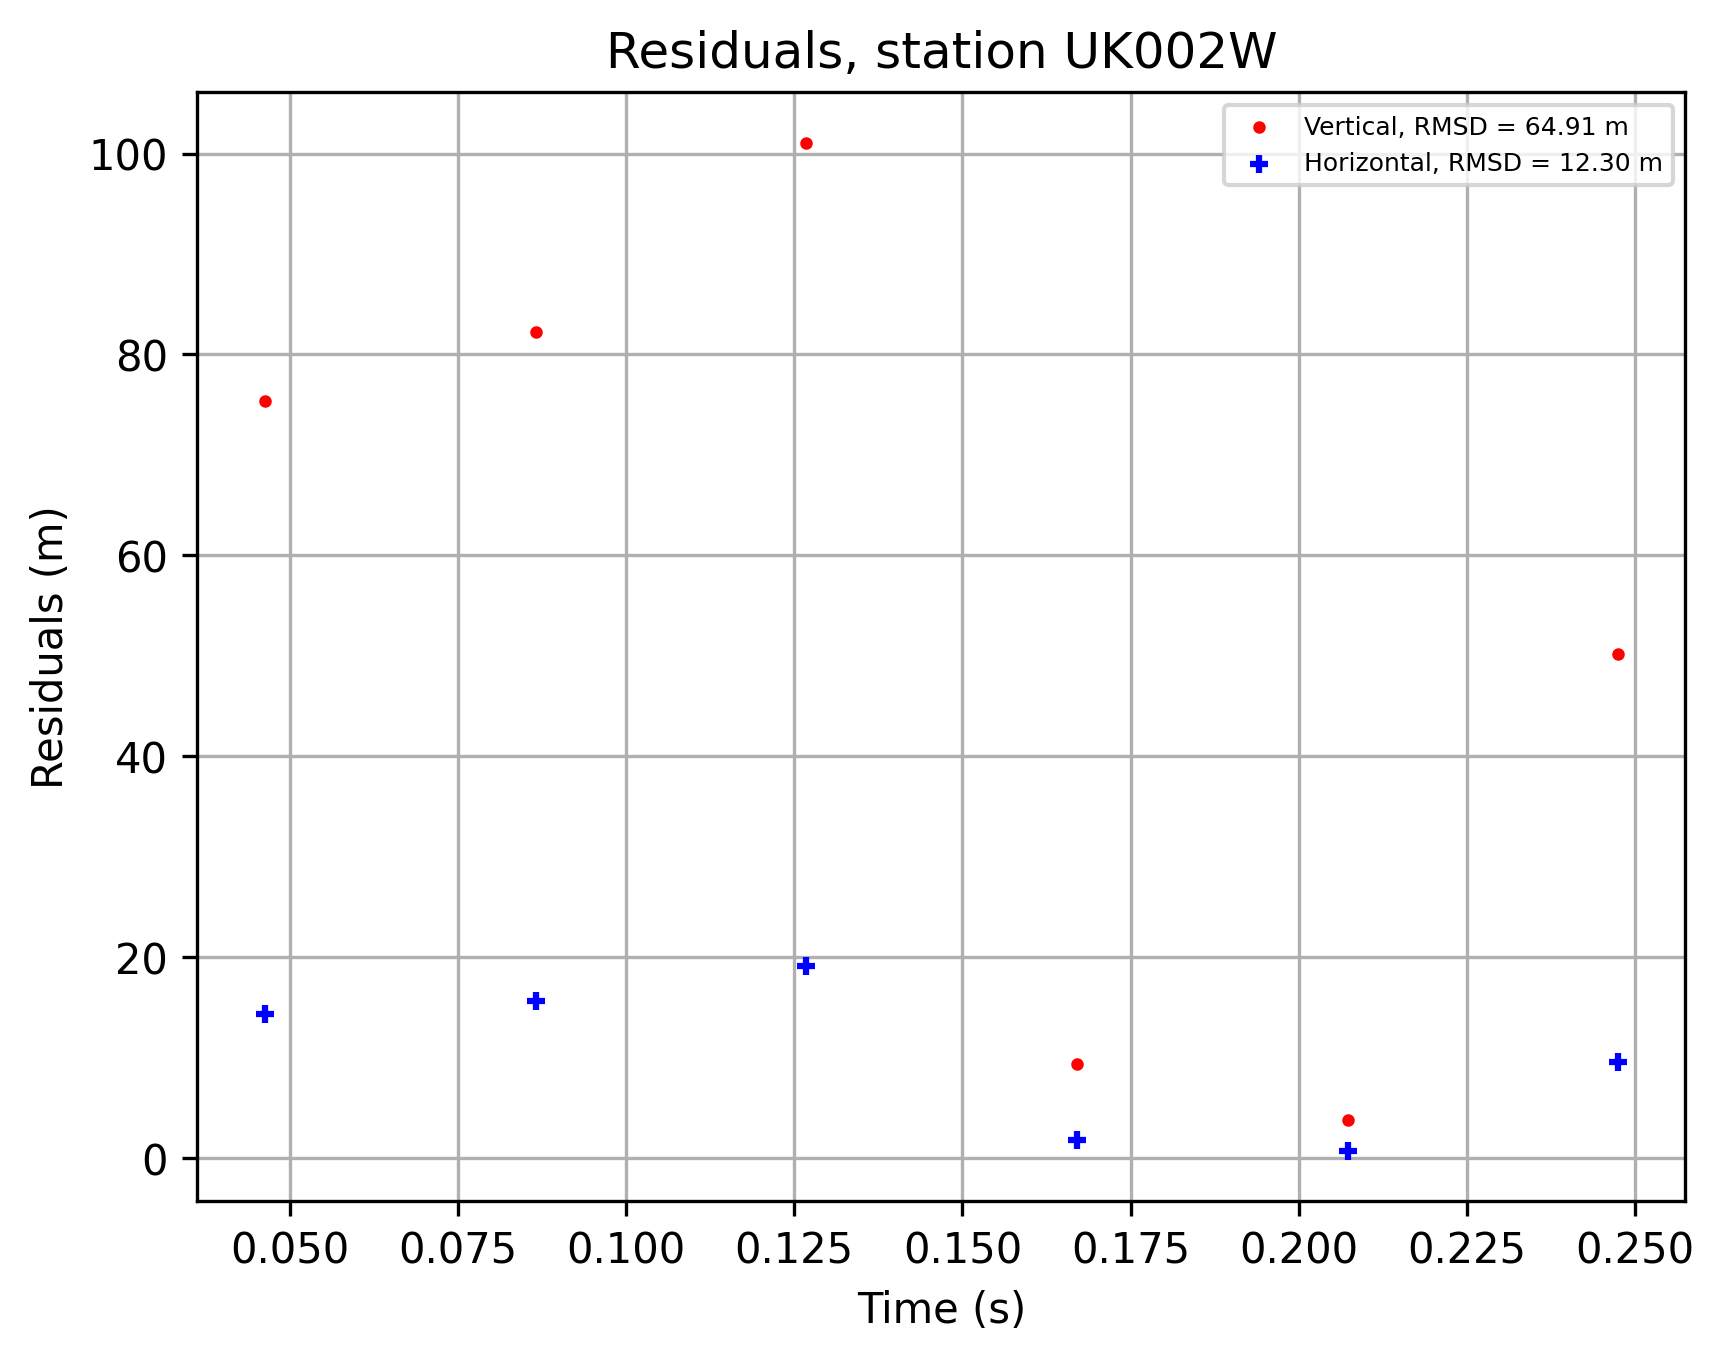 Residuals, station UK002W
Vertical, RMSD = 64.91 m
Horizontal, RMSD = 12.30 m
Residuals (m)
100
80
60
40
20
0
0.050 0.075 0.100 0.125 0.150 0.175 0.200 0.225 0.250
Time (s)